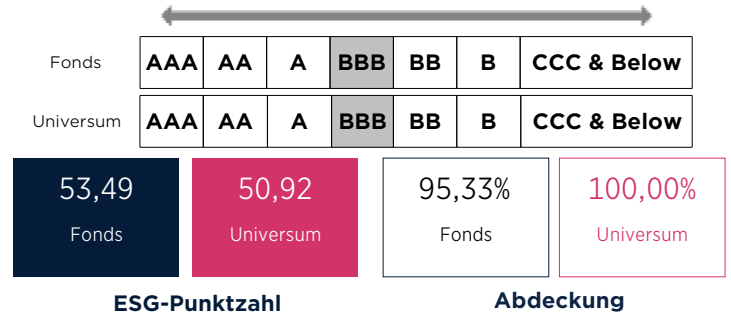 Fonds AAA AA A BBB BB B CCC & Below
Universum AAA AA A BBB BB B CCC & Below
53,49 50,92 95,33% 100,00%
Fonds Universum Fonds Universum
ESG-Punktzahl Abdeckung